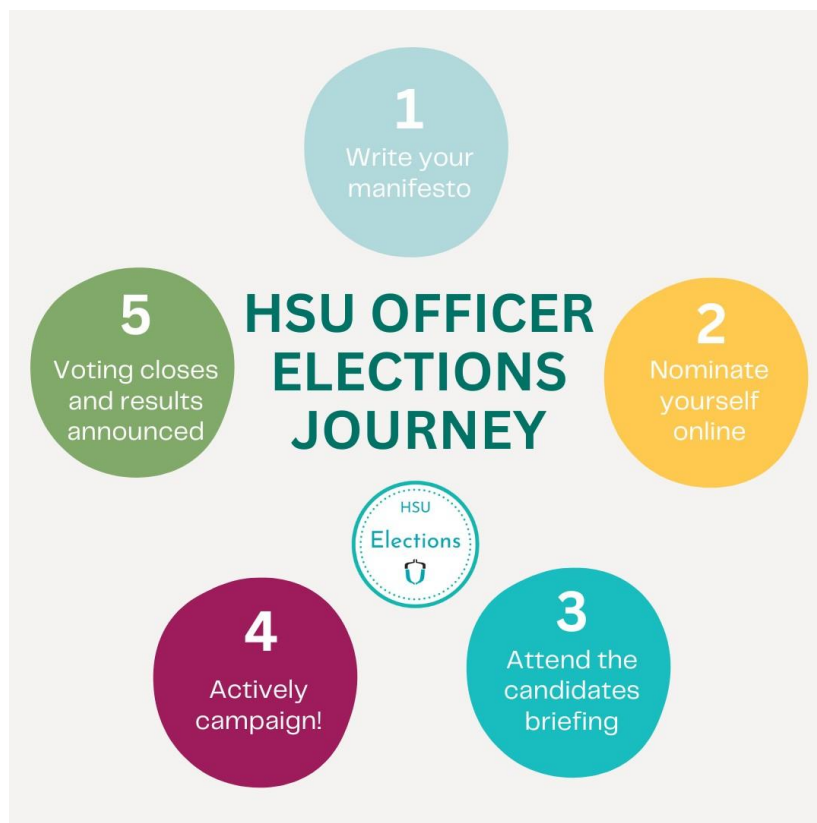 HSU OFFICER
ELECTIONS
JOURNEY
1
Write your
manifesto
2
Nominate
yourself
online
3
Attend the
candidates
briefing
4
Actively
campaign!
5
Voting closes
and results
announced
HSU
Elections